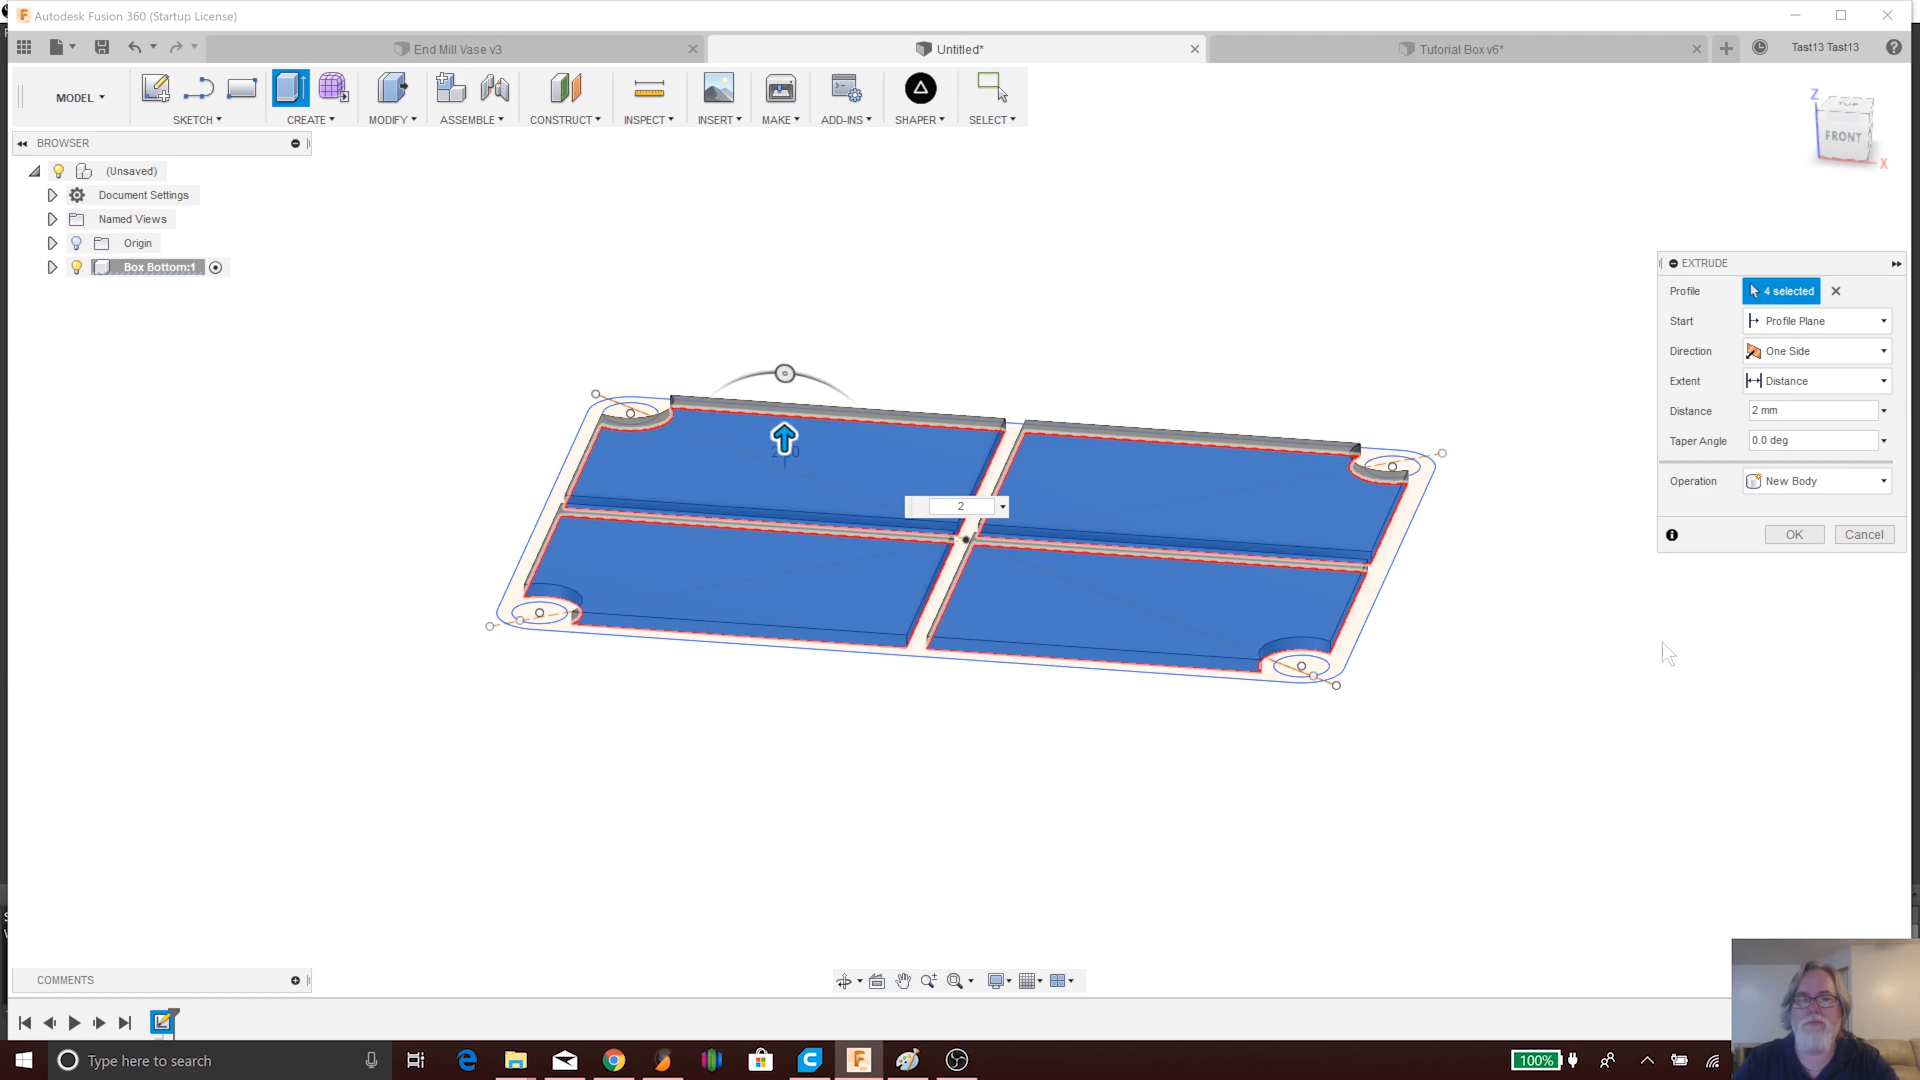 Autodesk Fusion 360 (Startup License)
End Mill Vase v3
Untitled*
Tutorial Box v6*
Tast13 Tast13
MODEL
SKETCH
CREATE
MODIFY
ASSEMBLE
CONSTRUCT
INSPECT
INSERT
MAKE
ADD-INS
SHAPER
SELECT
BROWSER
(Unsaved)
Document Settings
Named Views
Origin
Box Bottom:1
Z
TOP
FRONT
X
EXTRUDE
Profile
4 selected
Start
Profile Plane
Direction
One Side
Extent
Distance
Distance
2 mm
Taper Angle
0.0 deg
Operation
New Body
OK
Cancel
2
COMMENTS
Type here to search
100%